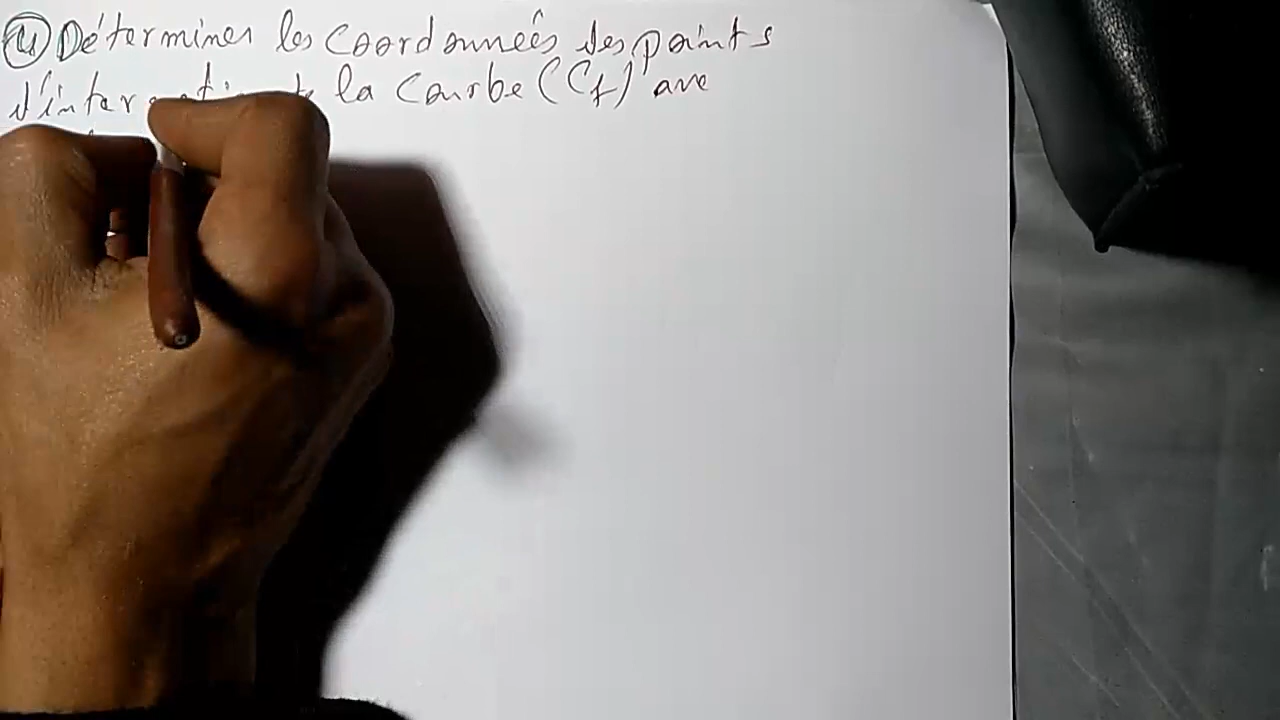 ④ Déterminer les Coordonnées des points
la Courbe (Cf) ave